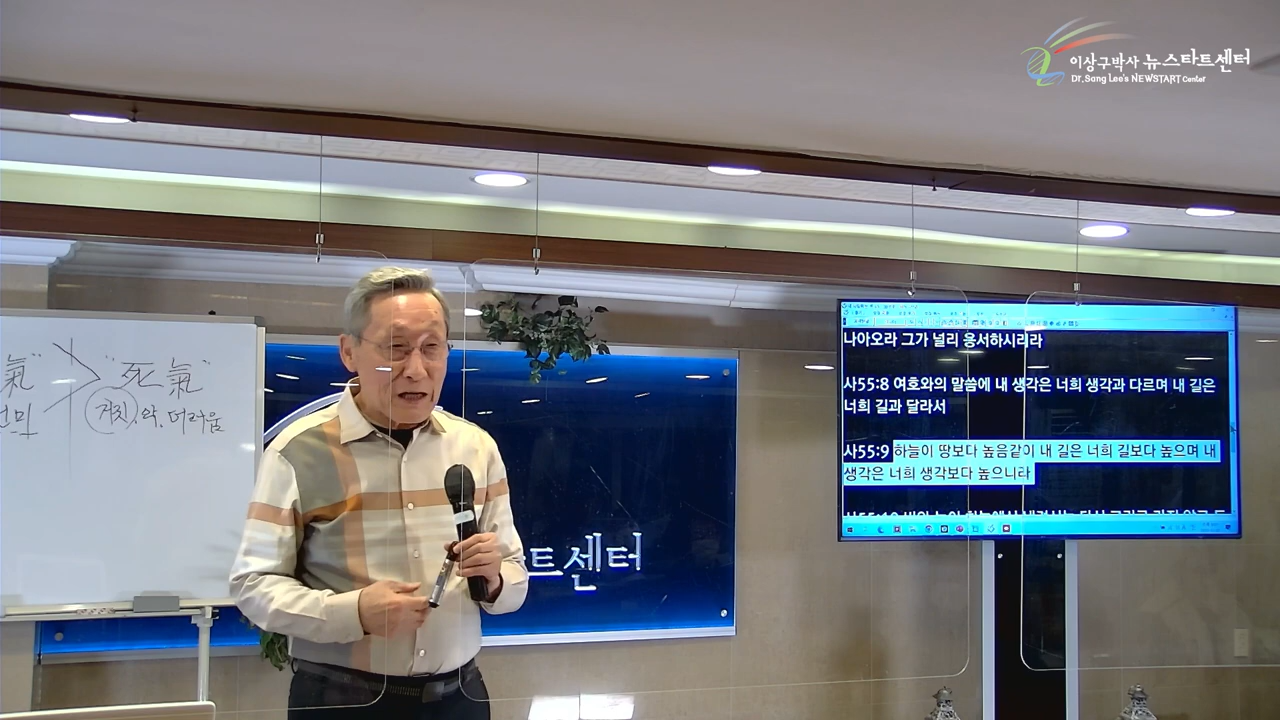 이상구박사 뉴스타트센터
Dr. Sang Lee's NEWSTART Center
氣" > "死氣"
거짓. 악. 더러움
나아오라 그가 널리 용서하시리라
사55:8 여호와의 말씀에 내 생각은 너희 생각과 다르며 내 길은
너희 길과 달라서
사55:9 하늘이 땅보다 높음같이 내 길은 너희 길보다 높으며 내
생각은 너희 생각보다 높으니라
트센터